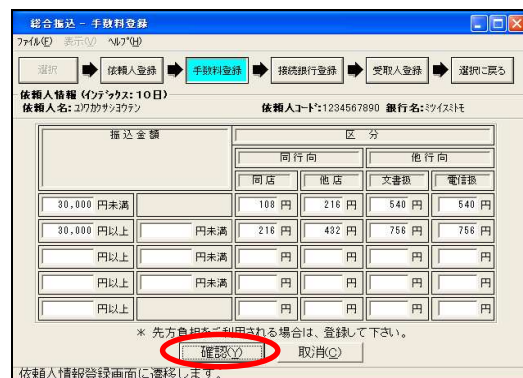 総合振込 - 手数料登録
ファイル(F) 表示(V) ヘルプ(H)
選択 依頼人登録 手数料登録 接続銀行登録 受取人登録 選択に戻る
依頼人情報 (インデックス:10日)
依頼人名: ユ)ワカサシヨウテン 依頼人コード:1234567890 銀行名:ミツイスミトモ
振込金額 区 分
同行向 他行向
同店 他店 文書扱 電信扱
30,000 円未満 108 円 216 円 540 円 540 円
30,000 円以上 円未満 216 円 432 円 756 円 756 円
円以上 円未満 円 円 円 円
円以上 円未満 円 円 円 円
円以上 円 円 円 円
* 先方負担をご利用される場合は、登録して下さい。
確認(Y) 取消(C)
依頼人情報登録画面に遷移します。